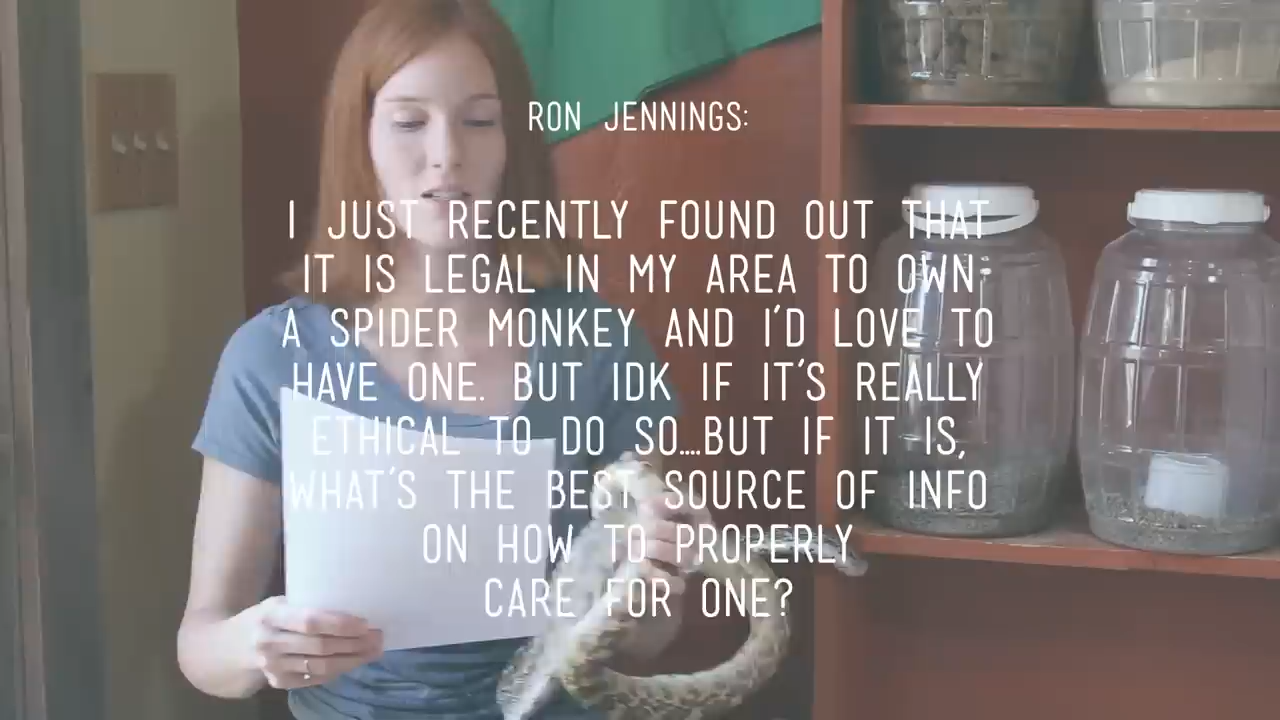 RON JENNINGS:
I JUST RECENTLY FOUND OUT THAT
IT IS LEGAL IN MY AREA TO OWN
A SPIDER MONKEY AND I'D LOVE TO
HAVE ONE. BUT IDK IF IT'S REALLY
ETHICAL TO DO SO....BUT IF IT IS,
WHAT'S THE BEST SOURCE OF INFO
ON HOW TO PROPERLY
CARE FOR ONE?